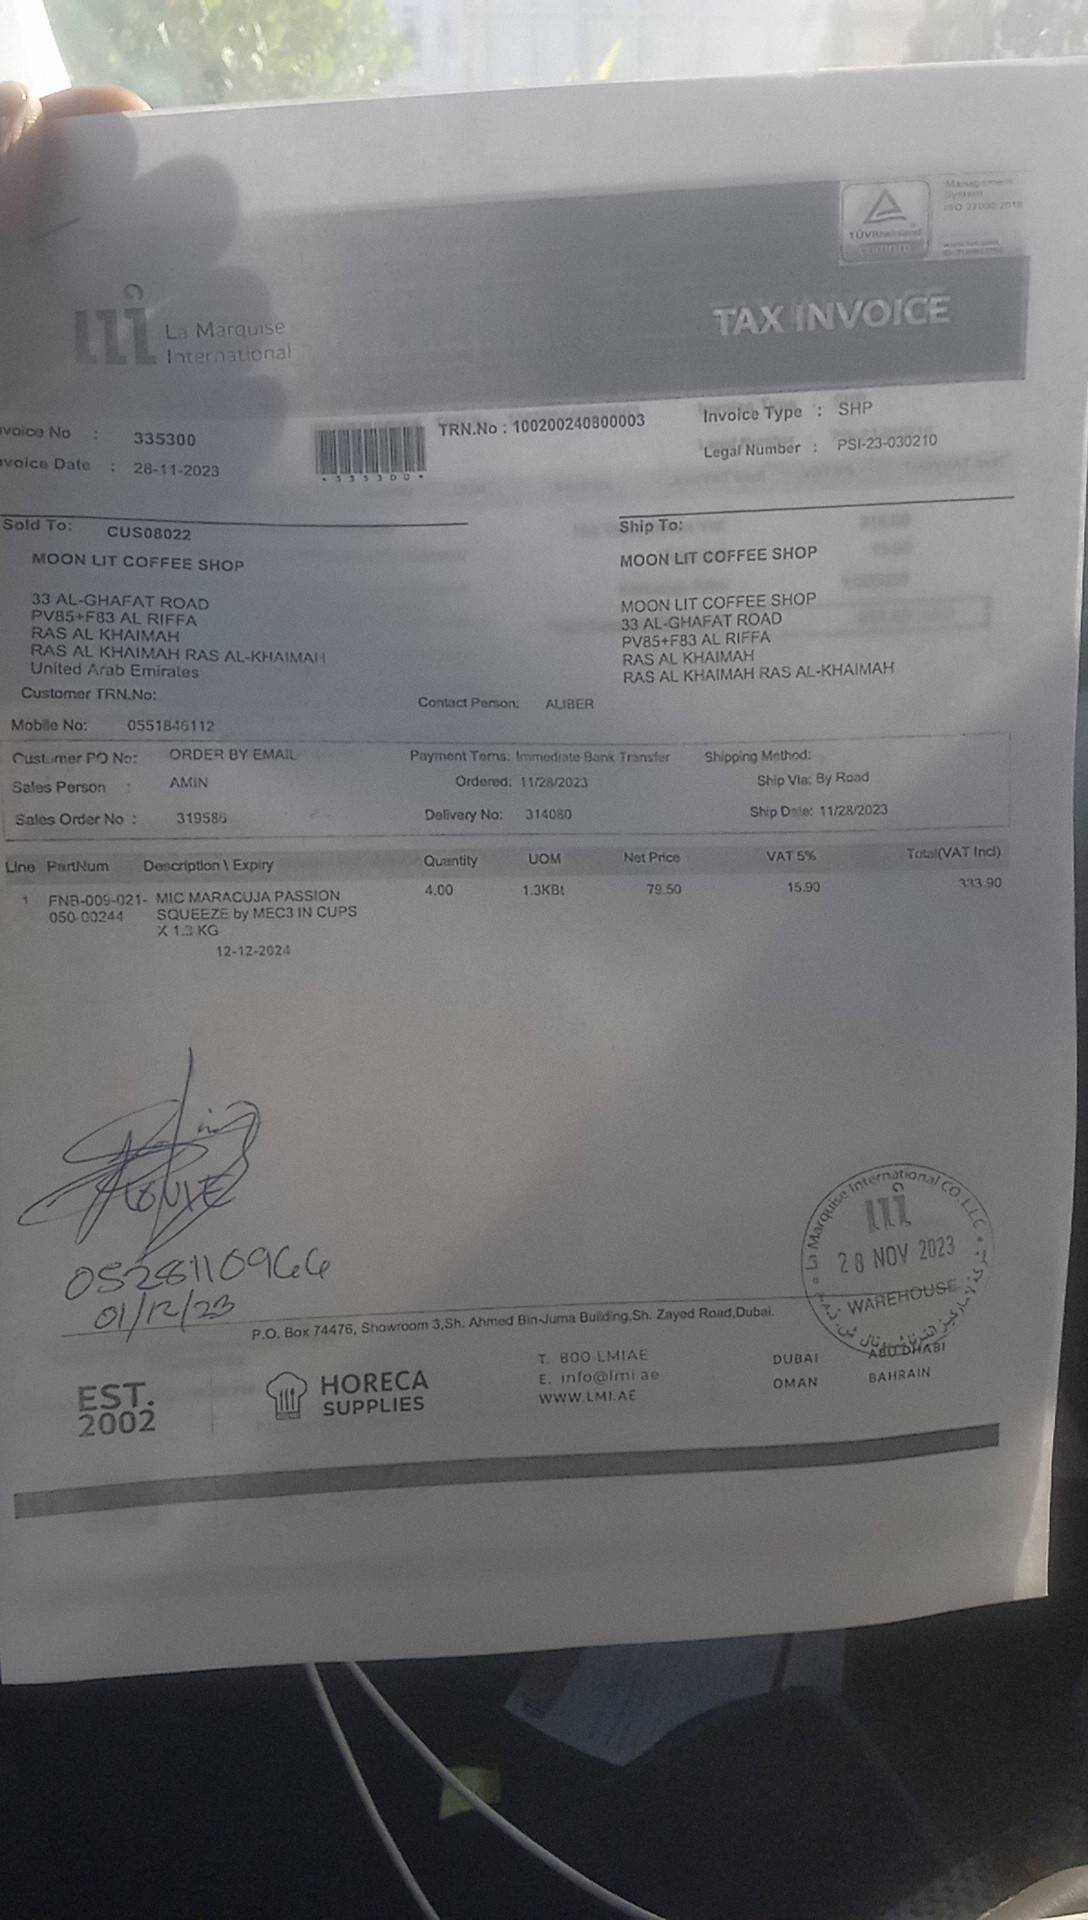 Management
System
ISO 22000:2018
TÜVRheinland
CERTIFIED
La Marquise
International
TAX INVOICE
nvoice No : 335300
nvoice Date : 28-11-2023
*335300*
TRN.No : 100200240800003
Invoice Type : SHP
Legal Number : PSI-23-030210
Sold To: CUS08022
MOON LIT COFFEE SHOP
33 AL-GHAFAT ROAD
PV85+F83 AL RIFFA
RAS AL KHAIMAH
RAS AL KHAIMAH RAS AL-KHAIMAH
United Arab Emirates
Customer TRN.No:
Mobile No: 0551846112
Ship To:
MOON LIT COFFEE SHOP
MOON LIT COFFEE SHOP
33 AL-GHAFAT ROAD
PV85+F83 AL RIFFA
RAS AL KHAIMAH
RAS AL KHAIMAH RAS AL-KHAIMAH
Contact Person: ALIBER
Customer PO No: ORDER BY EMAIL Payment Terms: Immediate Bank Transfer Shipping Method:
Sales Person : AMIN Ordered: 11/28/2023 Ship Via: By Road
Sales Order No : 319586 Delivery No: 314080 Ship Date: 11/28/2023
Line PartNum Description \ Expiry Quantity UOM Net Price VAT 5% Total(VAT Incl)
1 FNB-009-021- MIC MARACUJA PASSION 4.00 1.3KBt 79.50 15.90 333.90
050-00244 SQUEEZE by MEC3 IN CUPS
X 1.3 KG
12-12-2024
0528110966
01/12/23
La Marquise International CO. L.L.C
28 NOV 2023
WAREHOUSE
P.O. Box 74476, Showroom 3,Sh. Ahmed Bin-Juma Building,Sh. Zayed Road,Dubai.
EST.
2002
HORECA
SUPPLIES
T. 800 LMIAE
E. info@lmi.ae
WWW.LMI.AE
DUBAI ABU DHABI
OMAN BAHRAIN